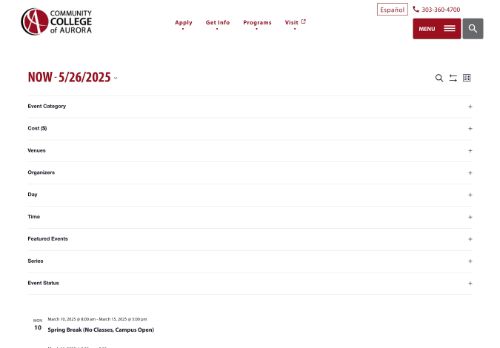 COMMUNITY
COLLEGE
of AURORA
Español
303-360-4700
Apply
Get Info
Programs
Visit
MENU
NOW - 5/26/2025
Event Category
Cost ($)
Venues
Organizers
Day
Time
Featured Events
Series
Event Status
MON
10
March 10, 2025 @ 8:00 am - March 15, 2025 @ 5:00 pm
Spring Break (No Classes, Campus Open)